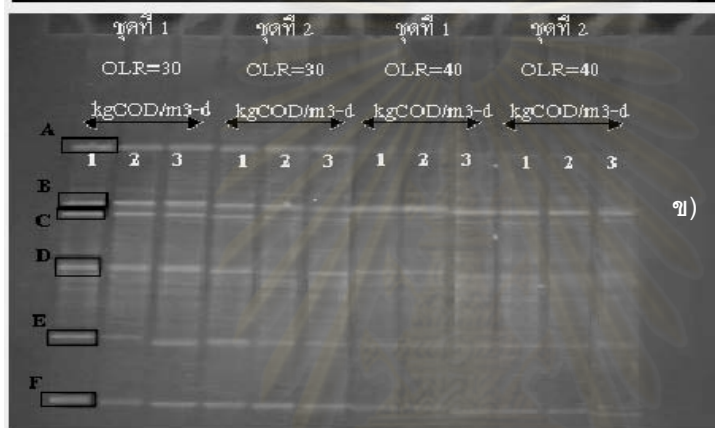 ชุดที่ 1 ชุดที่ 2 ชุดที่ 1 ชุดที่ 2
OLR=30 OLR=30 OLR=40 OLR=40
kgCOD/m3-d kgCOD/m3-d kgCOD/m3-d kgCOD/m3-d
A
1 2 3 1 2 3 1 2 3 1 2 3
B
ข)
C
D
E
F